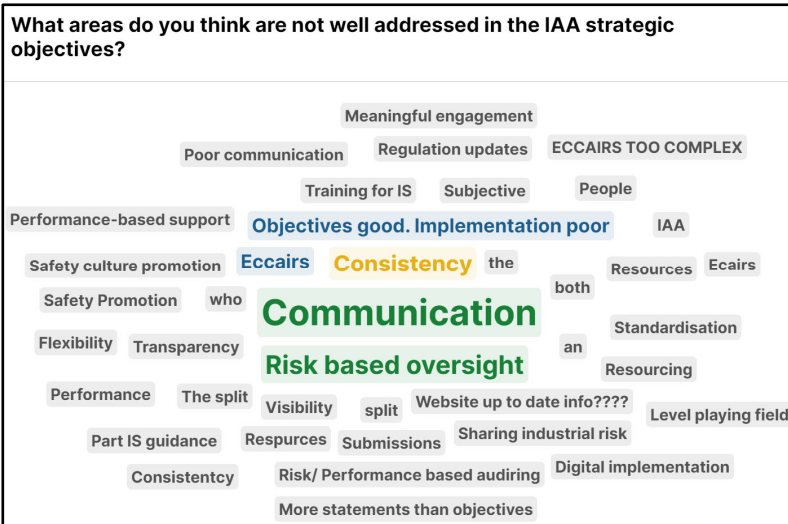 What areas do you think are not well addressed in the IAA strategic
objectives?
Meaningful engagement
Poor communication
Regulation updates
ECCAIRS TOO COMPLEX
Training for IS
Subjective
People
Performance-based support
Objectives good. Implementation poor
IAA
Safety culture promotion
Eccairs
Consistency
the
Resources
Ecairs
Safety Promotion
who
Communication
both
Standardisation
Flexibility
Transparency
Risk based oversight
an
Resourcing
Performance
The split
Visibility
split
Website up to date info????
Level playing field
Part IS guidance
Respurces
Submissions
Sharing industrial risk
Consistentcy
Risk/ Performance based audiring
Digital implementation
More statements than objectives